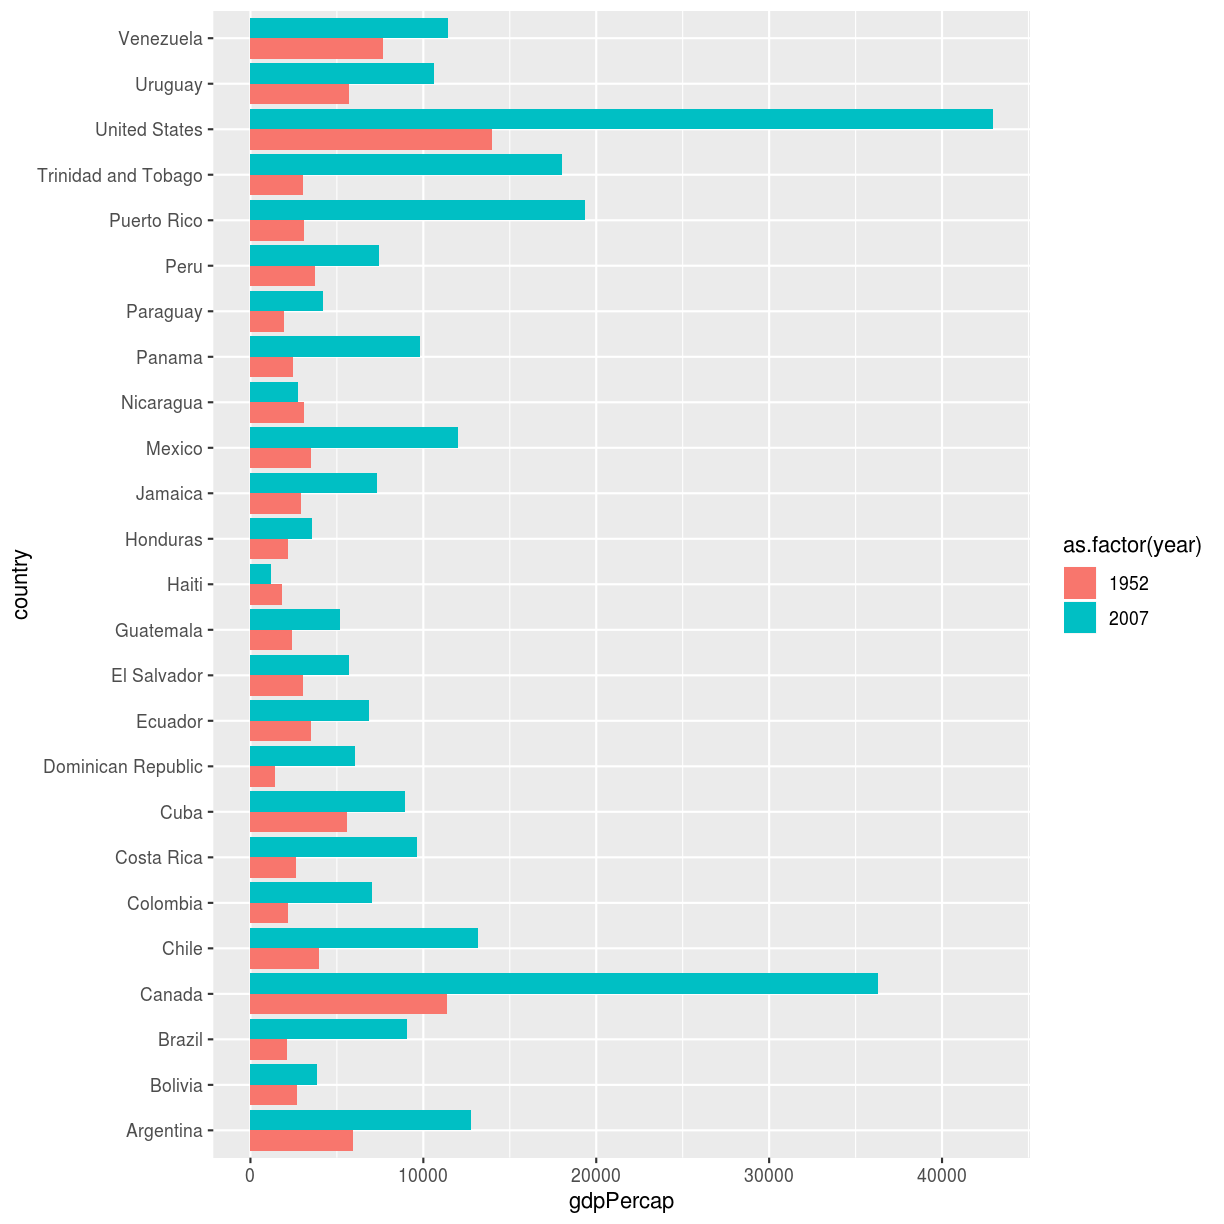 Venezuela
Uruguay
United States
Trinidad and Tobago
Puerto Rico
Peru
Paraguay
Panama
Nicaragua
Mexico
Jamaica
Honduras
Haiti
Guatemala
El Salvador
Ecuador
Dominican Republic
Cuba
Costa Rica
Colombia
Chile
Canada
Brazil
Bolivia
Argentina
country
0 10000 20000 30000 40000
gdpPercap
as.factor(year)
1952
2007